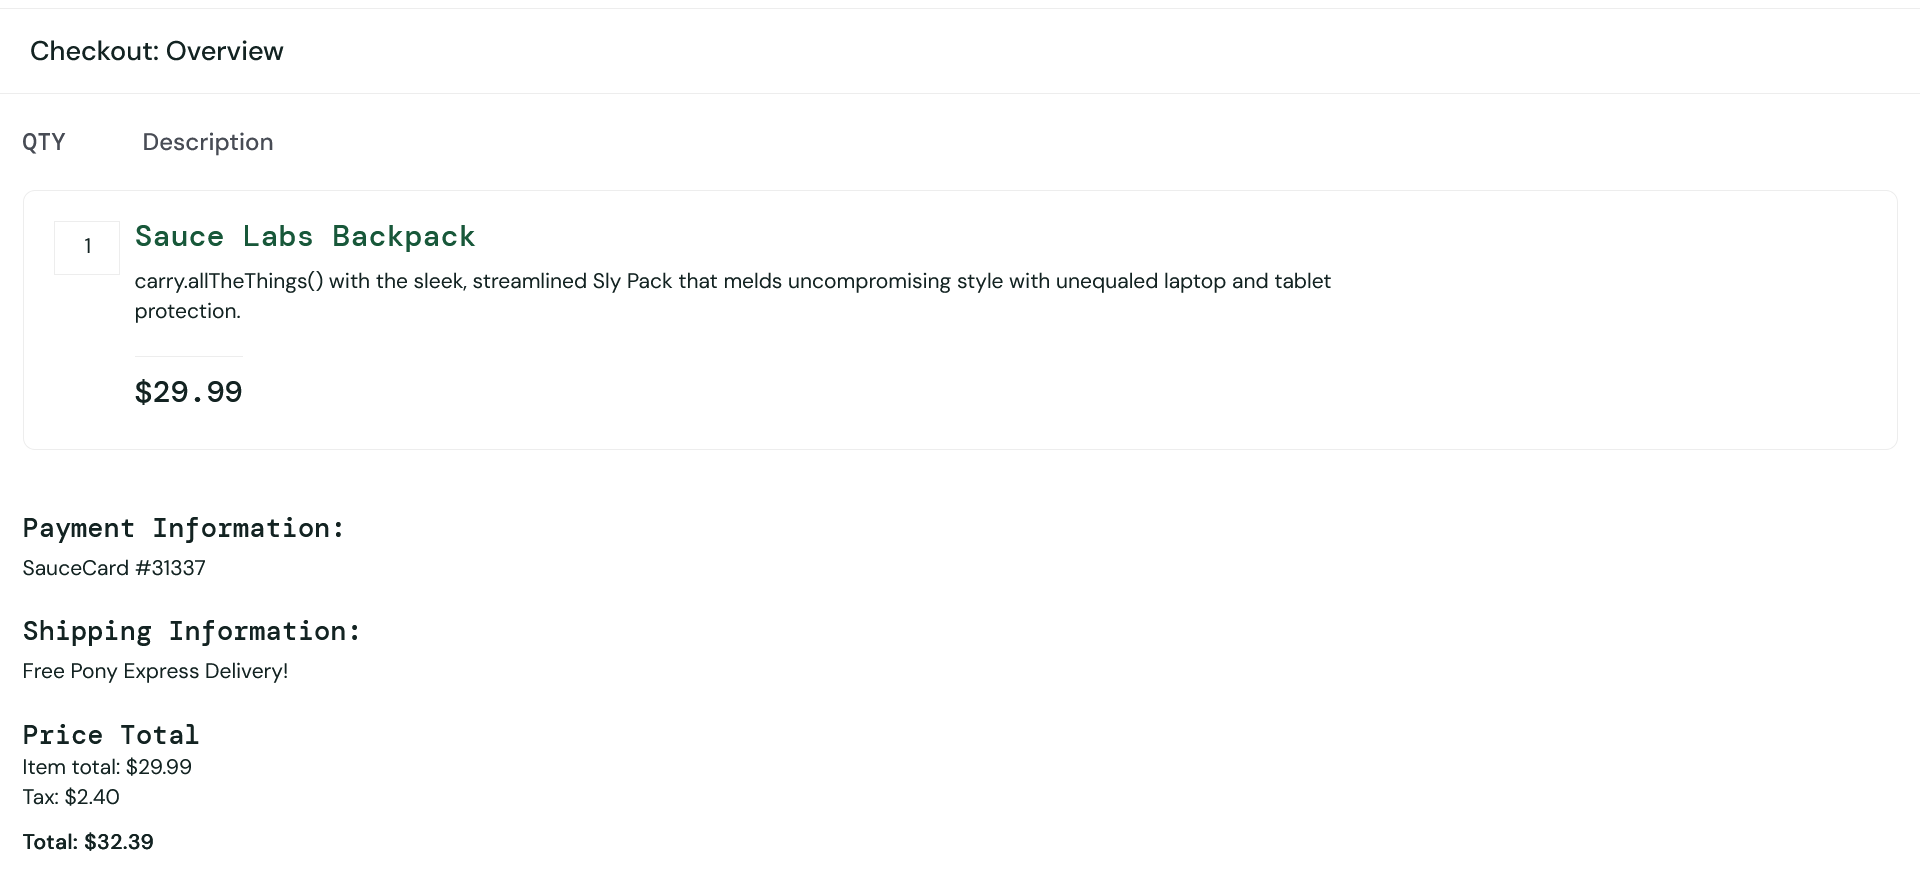 Checkout: Overview
QTY Description
1 Sauce Labs Backpack
carry.allTheThings() with the sleek, streamlined Sly Pack that melds uncompromising style with unequaled laptop and tablet
protection.
$29.99
Payment Information:
SauceCard #31337
Shipping Information:
Free Pony Express Delivery!
Price Total
Item total: $29.99
Tax: $2.40
Total: $32.39